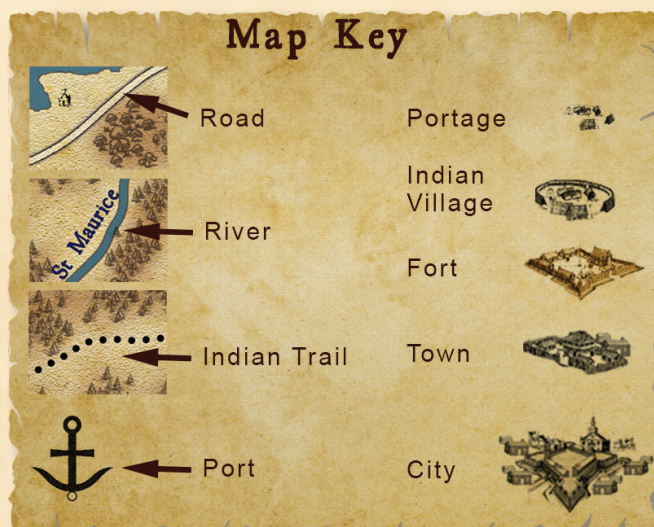 Map Key
Road
St Maurice
River
Indian Trail
Port
Portage
Indian
Village
Fort
Town
City